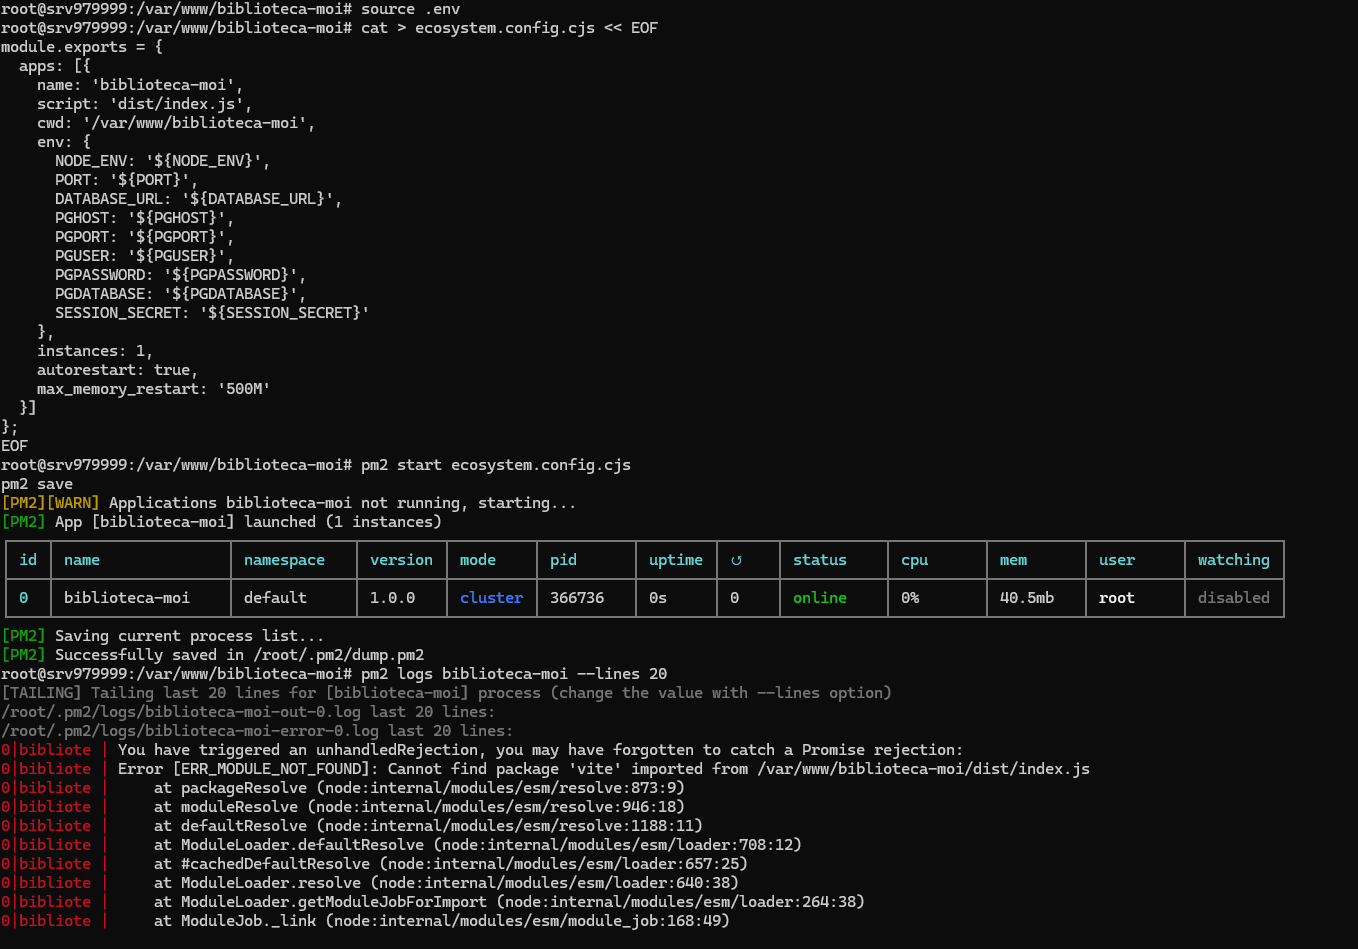 root@srv979999:/var/www/biblioteca-moi# source .env
root@srv979999:/var/www/biblioteca-moi# cat > ecosystem.config.cjs << EOF
module.exports = {
  apps: [{
    name: 'biblioteca-moi',
    script: 'dist/index.js',
    cwd: '/var/www/biblioteca-moi',
    env: {
      NODE_ENV: '${NODE_ENV}',
      PORT: '${PORT}',
      DATABASE_URL: '${DATABASE_URL}',
      PGHOST: '${PGHOST}',
      PGPORT: '${PGPORT}',
      PGUSER: '${PGUSER}',
      PGPASSWORD: '${PGPASSWORD}',
      PGDATABASE: '${PGDATABASE}',
      SESSION_SECRET: '${SESSION_SECRET}'
    },
    instances: 1,
    autorestart: true,
    max_memory_restart: '500M'
  }]
};
EOF
root@srv979999:/var/www/biblioteca-moi# pm2 start ecosystem.config.cjs
pm2 save
[PM2][WARN] Applications biblioteca-moi not running, starting...
[PM2] App [biblioteca-moi] launched (1 instances)
id name namespace version mode pid uptime ↺ status cpu mem user watching
0 biblioteca-moi default 1.0.0 cluster 366736 0s 0 online 0% 40.5mb root disabled
[PM2] Saving current process list...
[PM2] Successfully saved in /root/.pm2/dump.pm2
root@srv979999:/var/www/biblioteca-moi# pm2 logs biblioteca-moi --lines 20
[TAILING] Tailing last 20 lines for [biblioteca-moi] process (change the value with --lines option)
/root/.pm2/logs/biblioteca-moi-out-0.log last 20 lines:
/root/.pm2/logs/biblioteca-moi-error-0.log last 20 lines:
0|bibliote | You have triggered an unhandledRejection, you may have forgotten to catch a Promise rejection:
0|bibliote | Error [ERR_MODULE_NOT_FOUND]: Cannot find package 'vite' imported from /var/www/biblioteca-moi/dist/index.js
0|bibliote |     at packageResolve (node:internal/modules/esm/resolve:873:9)
0|bibliote |     at moduleResolve (node:internal/modules/esm/resolve:946:18)
0|bibliote |     at defaultResolve (node:internal/modules/esm/resolve:1188:11)
0|bibliote |     at ModuleLoader.defaultResolve (node:internal/modules/esm/loader:708:12)
0|bibliote |     at #cachedDefaultResolve (node:internal/modules/esm/loader:657:25)
0|bibliote |     at ModuleLoader.resolve (node:internal/modules/esm/loader:640:38)
0|bibliote |     at ModuleLoader.getModuleJobForImport (node:internal/modules/esm/loader:264:38)
0|bibliote |     at ModuleJob._link (node:internal/modules/esm/module_job:168:49)